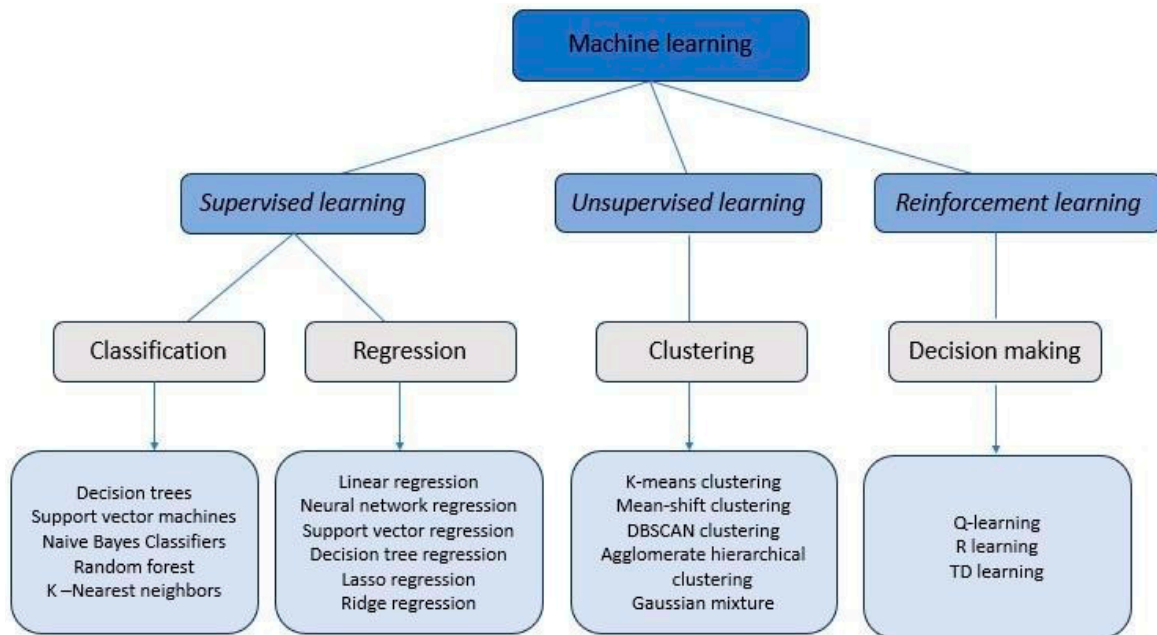 Machine learning
Supervised learning
Unsupervised learning
Reinforcement learning
Classification
Regression
Clustering
Decision making
Decision trees
Support vector machines
Naive Bayes Classifiers
Random forest
K –Nearest neighbors
Linear regression
Neural network regression
Support vector regression
Decision tree regression
Lasso regression
Ridge regression
K-means clustering
Mean-shift clustering
DBSCAN clustering
Agglomerate hierarchical
clustering
Gaussian mixture
Q-learning
R learning
TD learning